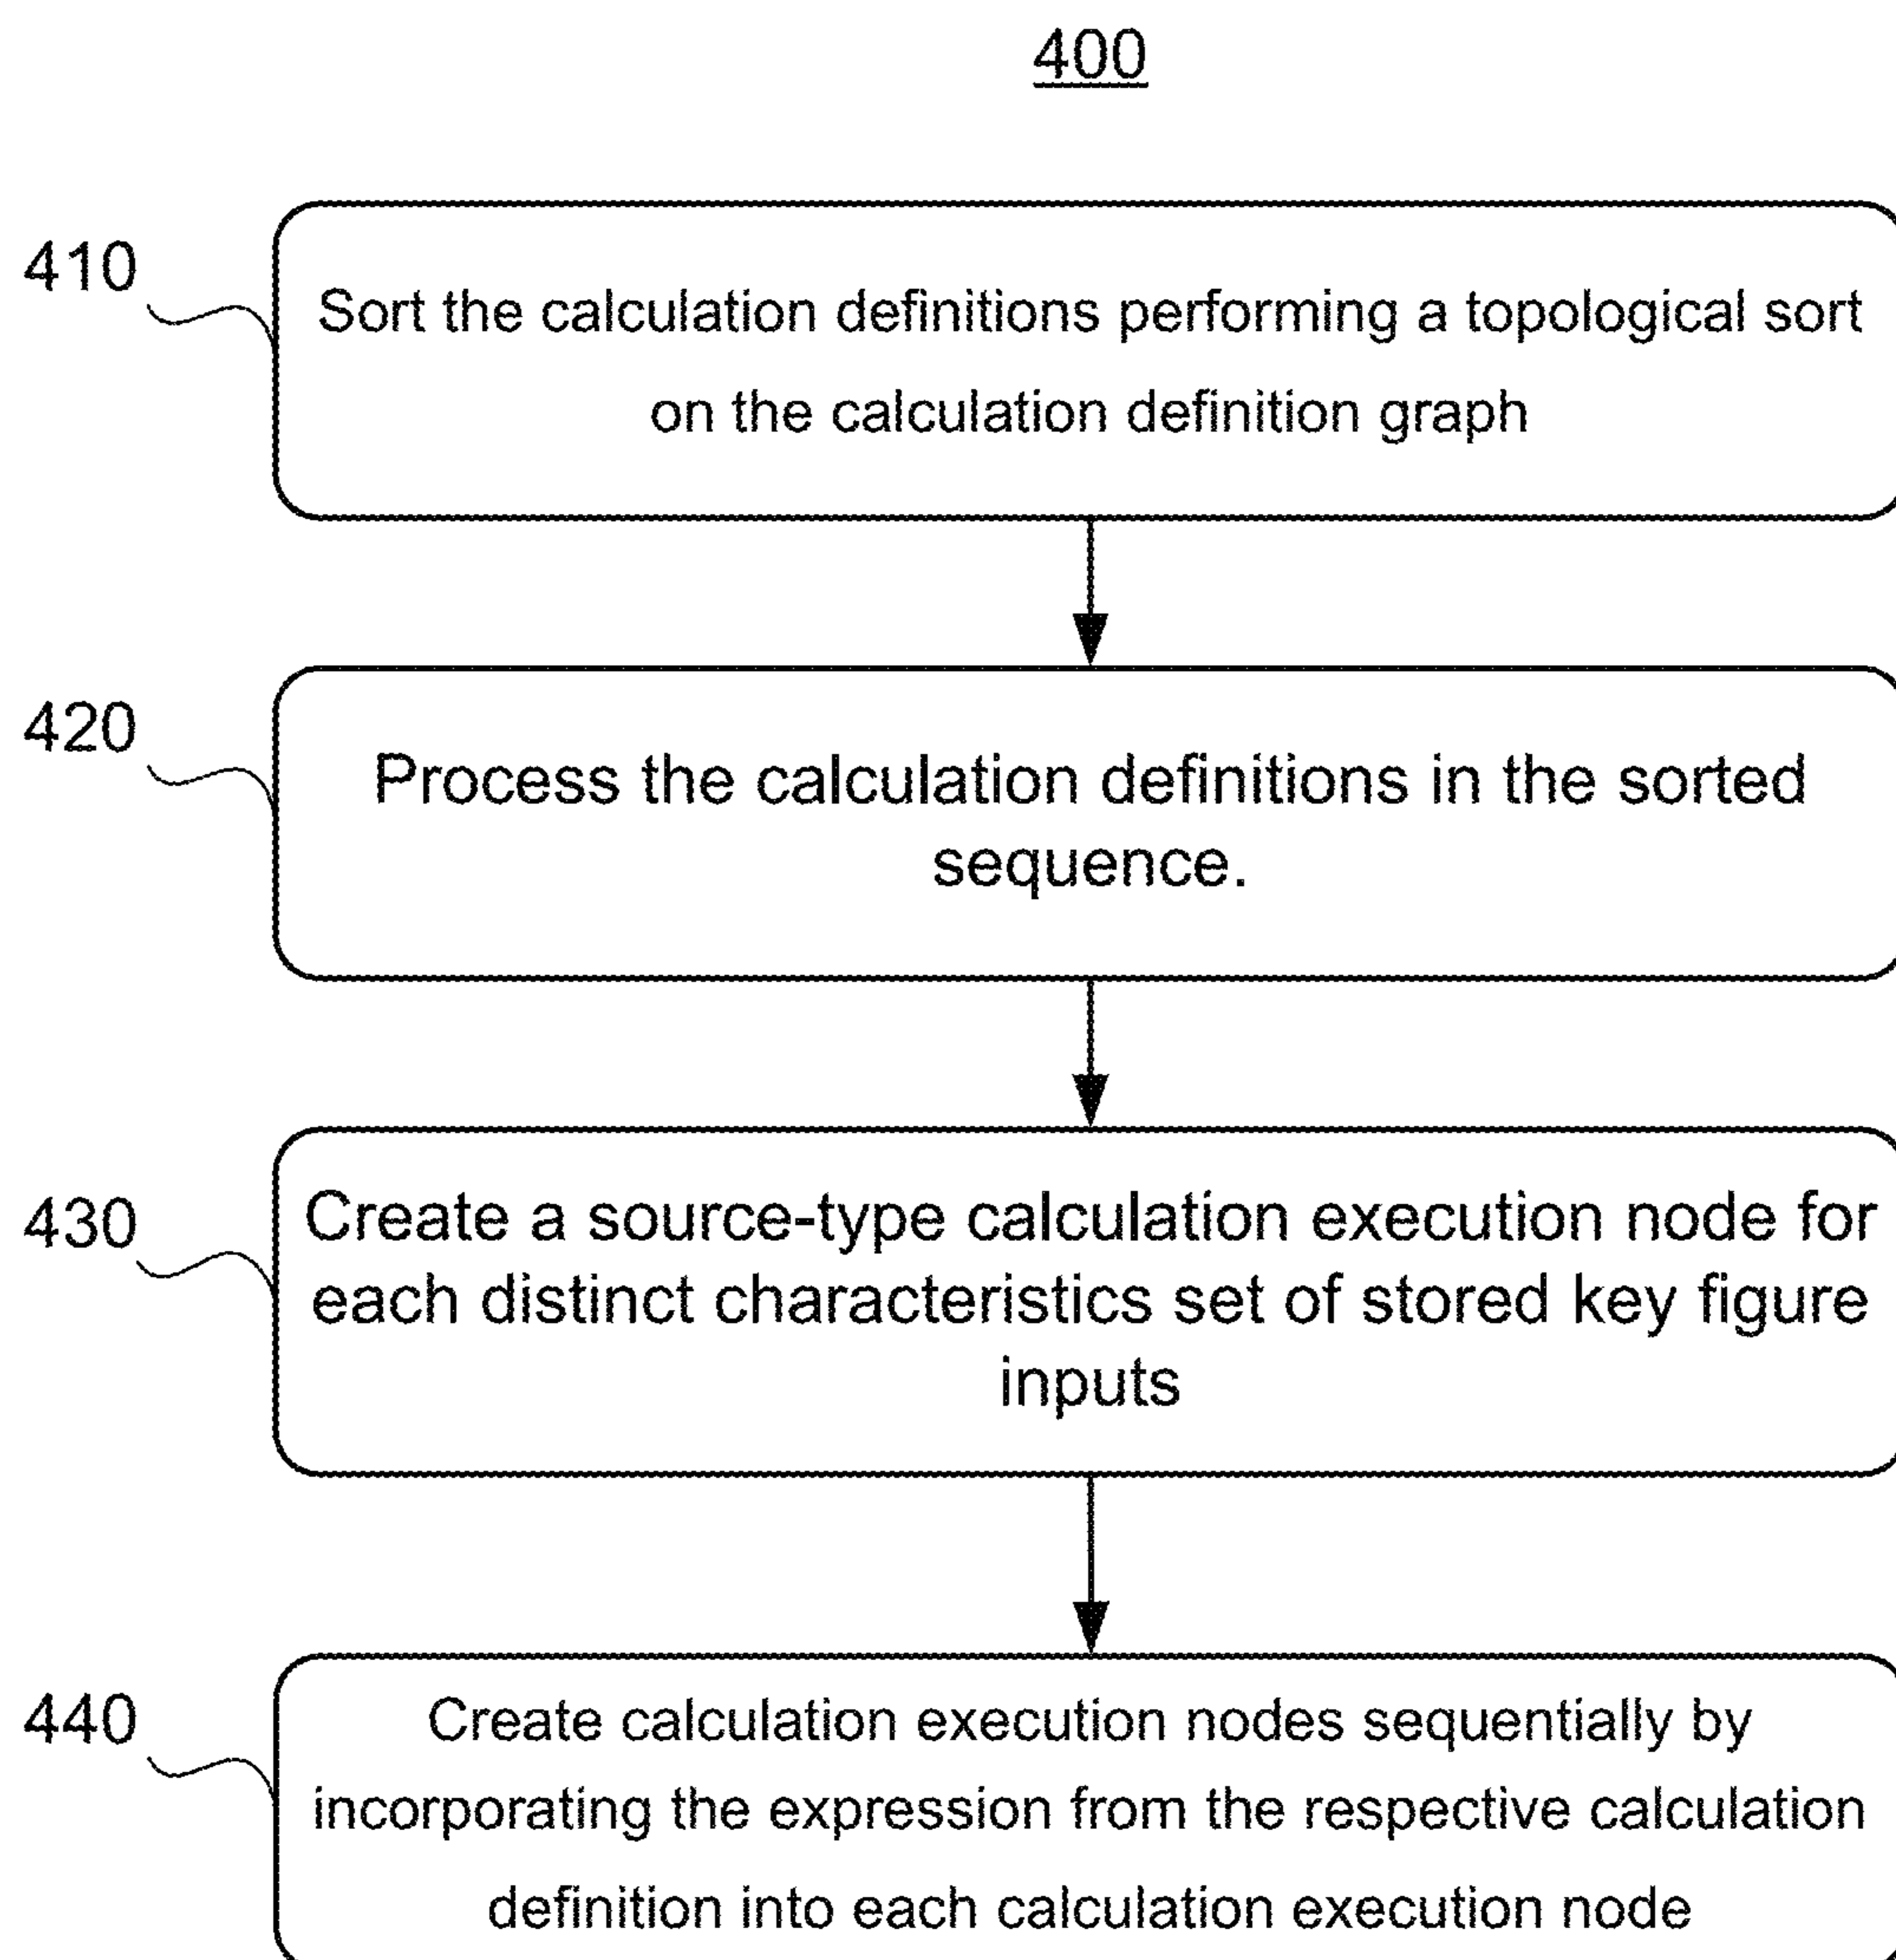 400
410
Sort the calculation definitions performing a topological sort
on the calculation definition graph
420
Process the calculation definitions in the sorted
sequence.
430
Create a source-type calculation execution node for
each distinct characteristics set of stored key figure
inputs
440
Create calculation execution nodes sequentially by
incorporating the expression from the respective calculation
definition into each calculation execution node